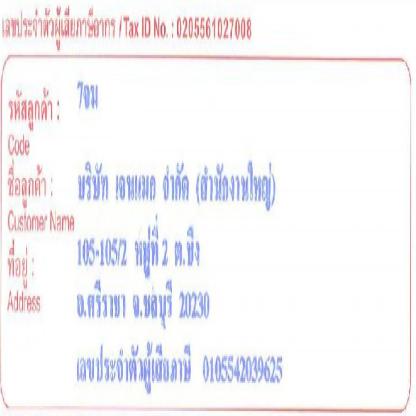 เลขประจำตัวผู้เสียภาษีอากร / Tax ID No. : 0205561027008
รหัสลูกค้า : 7จม
Code
ชื่อลูกค้า : บริษัท เจนแมค จำกัด (สำนักงานใหญ่)
Customer Name
ที่อยู่ : 105-105/2 หมู่ที่ 2 ต.บึง
Address อ.ศรีราชา จ.ชลบุรี 20230
เลขประจำตัวผู้เสียภาษี 0105542039625